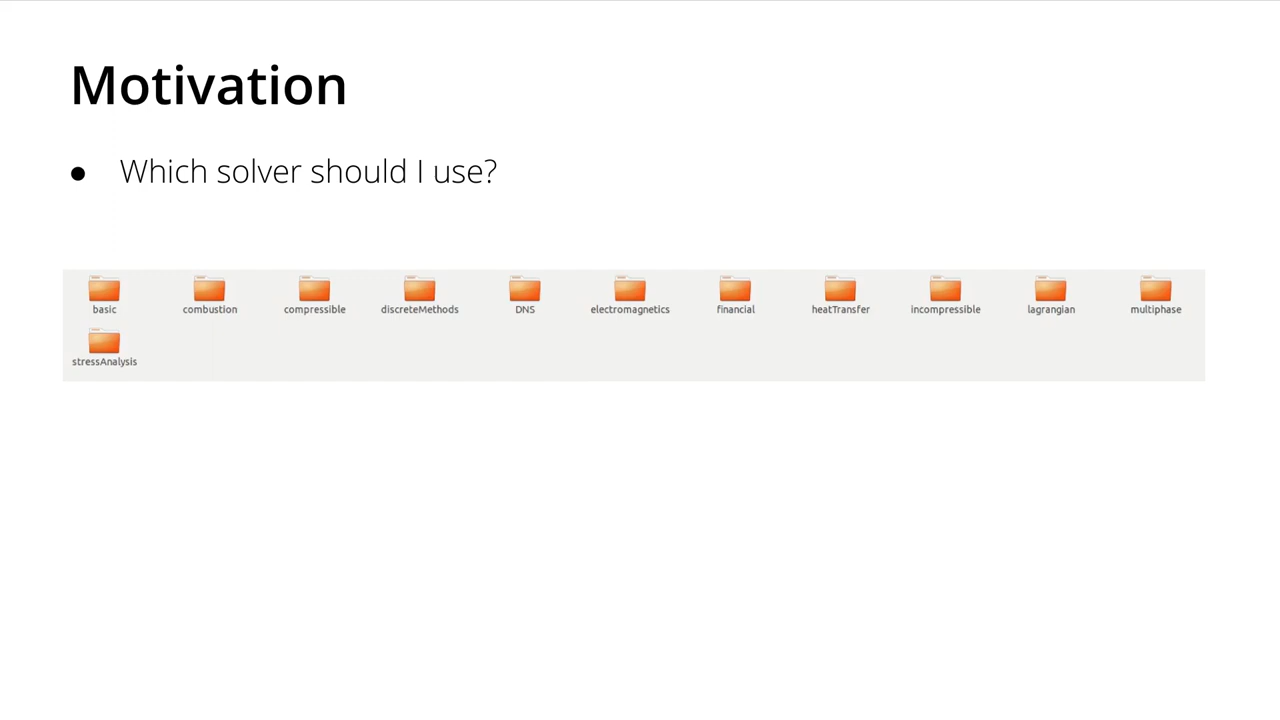 Motivation
● Which solver should I use?
basic combustion compressible discreteMethods DNS electromagnetics financial heatTransfer incompressible lagrangian multiphase
stressAnalysis